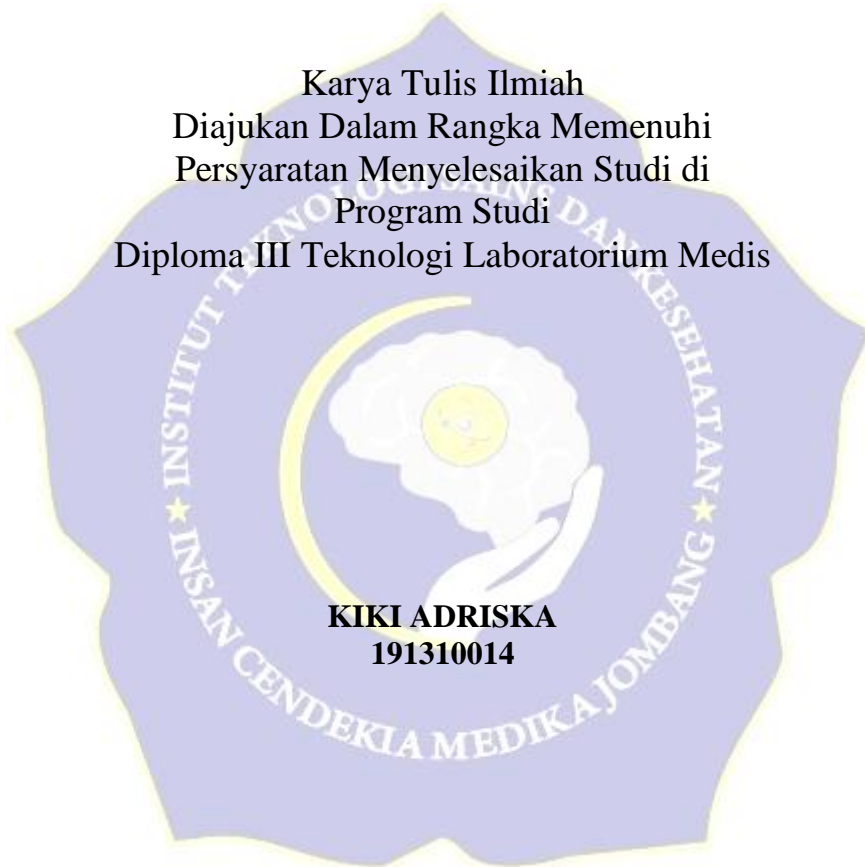 Karya Tulis Ilmiah
Diajukan Dalam Rangka Memenuhi
Persyaratan Menyelesaikan Studi di
Program Studi
Diploma III Teknologi Laboratorium Medis
INSTITUT TEKNOLOGI SAINS DAN KESEHATAN
INSAN CENDEKIA MEDIKA JOMBANG
KIKI ADRISKA
191310014